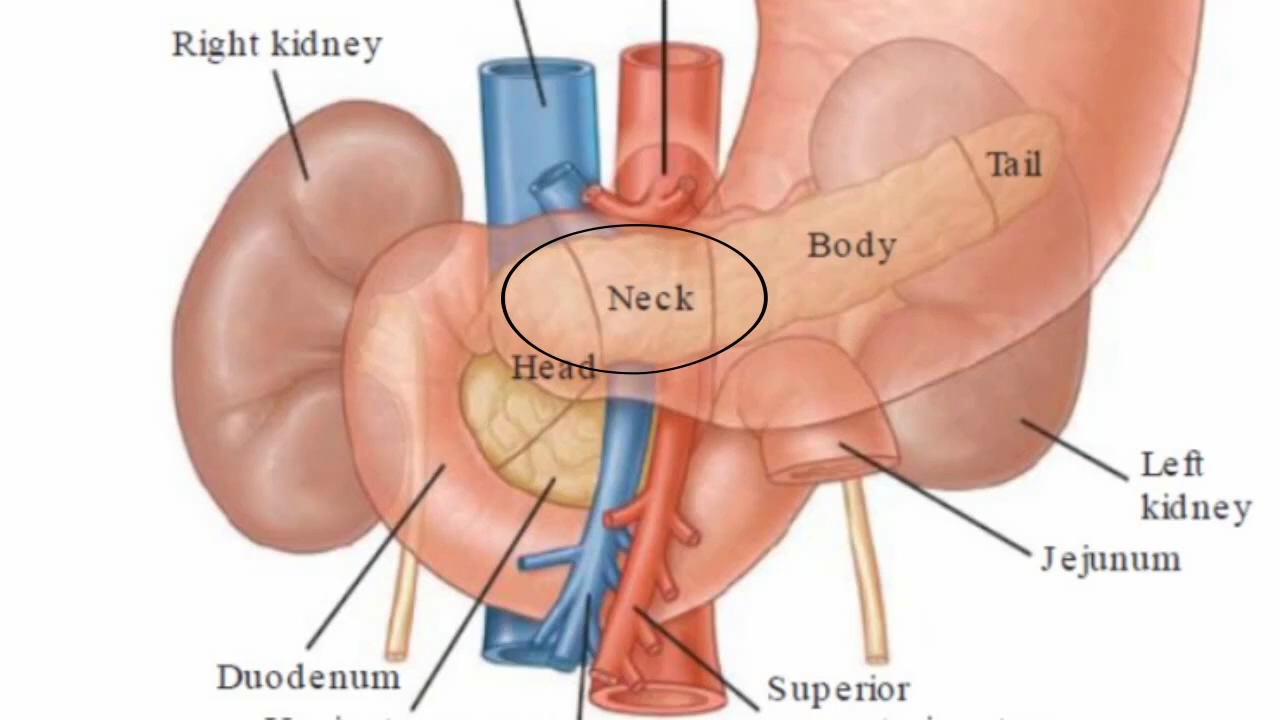 Right kidney
Tail
Body
Neck
Head
Left
kidney
Jejunum
Duodenum
Superior